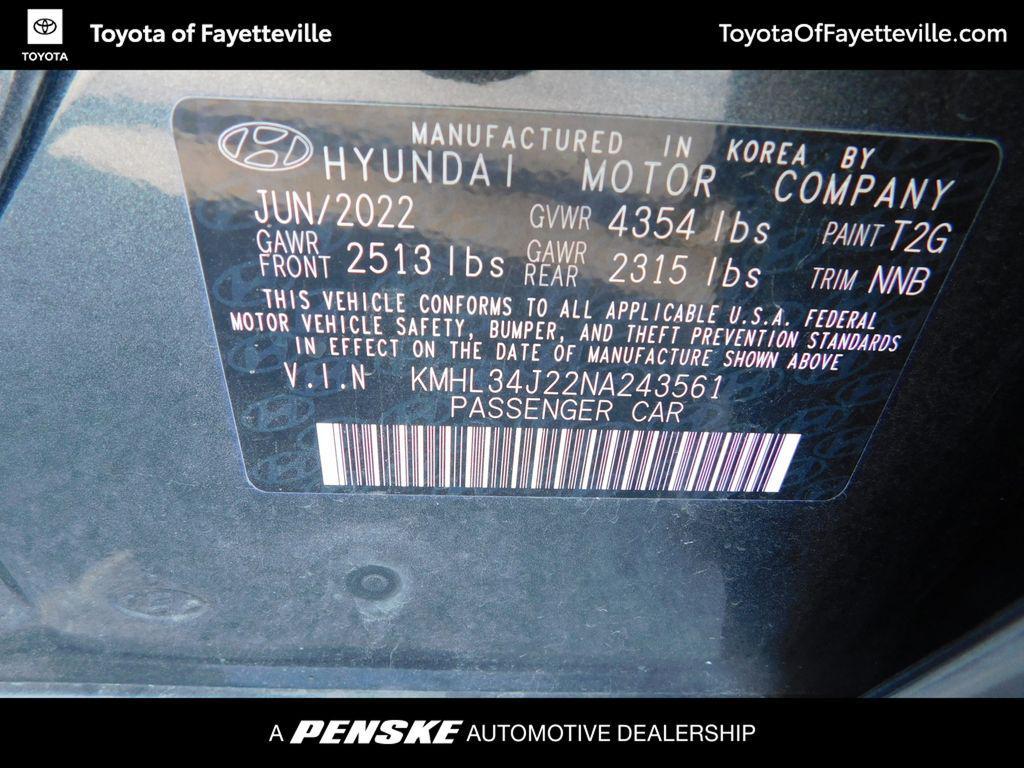 TOYOTA
Toyota of Fayetteville
ToyotaOfFayetteville.com
MANUFACTURED IN KOREA BY
HYUNDAI MOTOR COMPANY
JUN/2022 GVWR 4354 lbs PAINT T2G
GAWR FRONT 2513 lbs GAWR REAR 2315 lbs TRIM NNB
THIS VEHICLE CONFORMS TO ALL APPLICABLE U.S.A. FEDERAL
MOTOR VEHICLE SAFETY, BUMPER, AND THEFT PREVENTION STANDARDS
IN EFFECT ON THE DATE OF MANUFACTURE SHOWN ABOVE
V.I.N KMHL34J22NA243561
PASSENGER CAR
A PENSKE AUTOMOTIVE DEALERSHIP